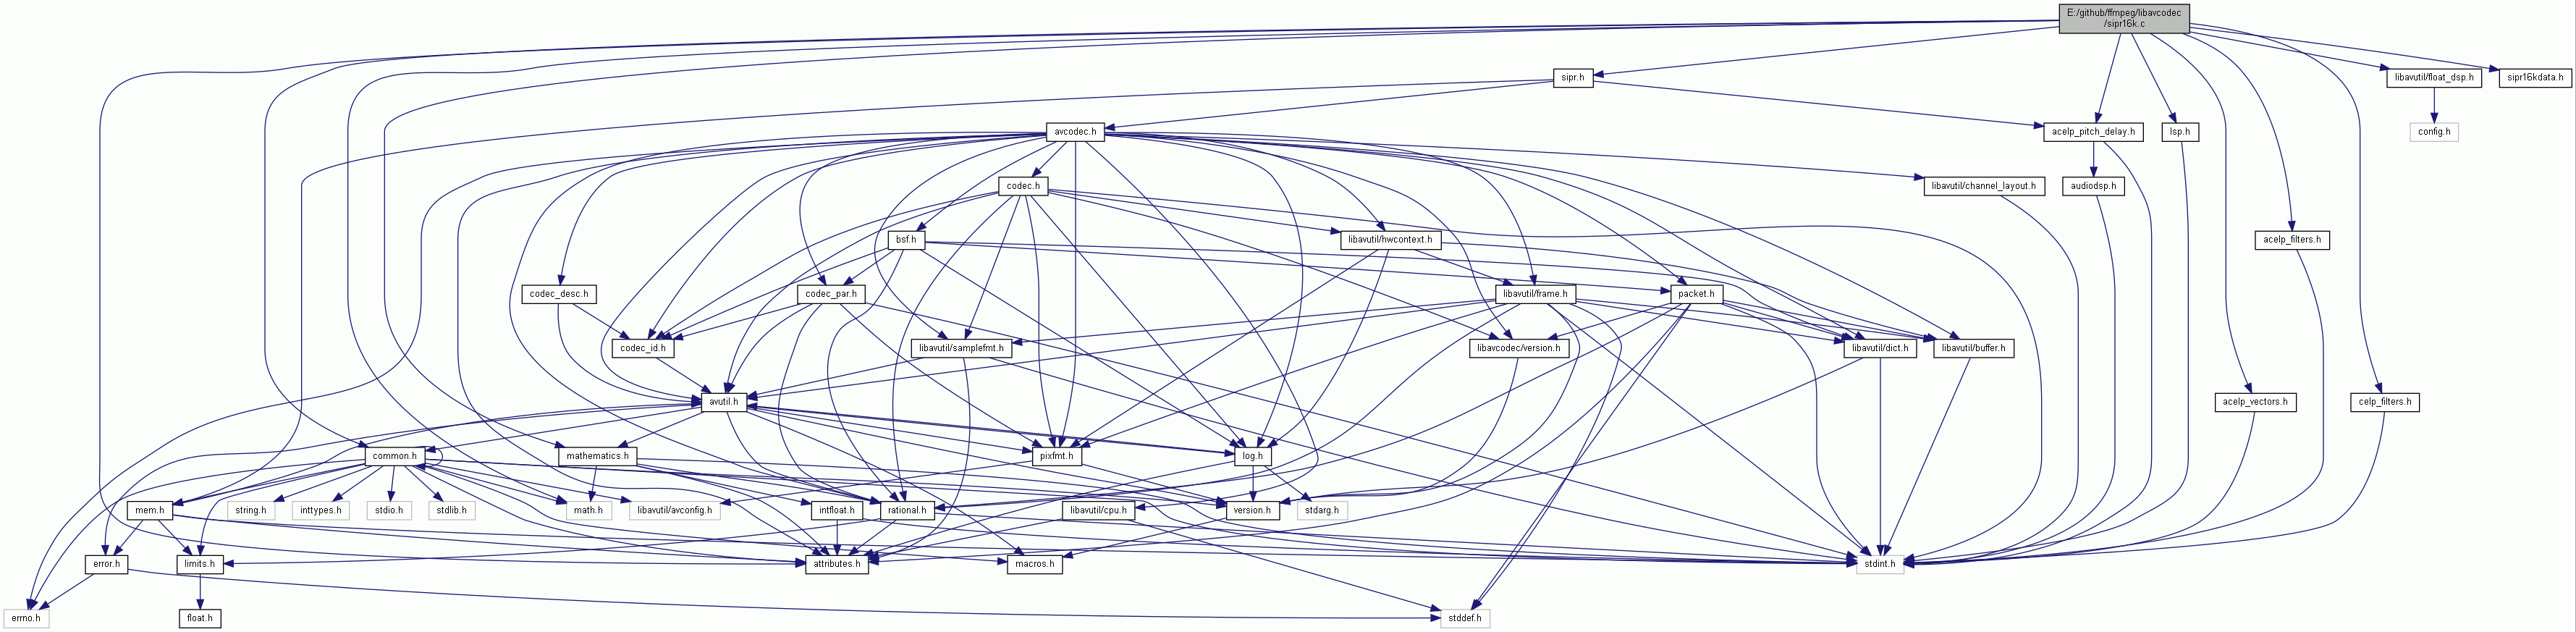 E:/github/ffmpeg/libavcodec
/sipr16k.c
sipr.h
libavutil/float_dsp.h
sipr16kdata.h
avcodec.h
acelp_pitch_delay.h
lsp.h
config.h
codec.h
libavutil/channel_layout.h
audiodsp.h
bsf.h
libavutil/hwcontext.h
acelp_filters.h
codec_desc.h
codec_par.h
libavutil/frame.h
packet.h
codec_id.h
libavutil/samplefmt.h
libavcodec/version.h
libavutil/dict.h
libavutil/buffer.h
avutil.h
acelp_vectors.h
celp_filters.h
common.h
mathematics.h
pixfmt.h
log.h
mem.h
string.h
inttypes.h
stdio.h
stdlib.h
math.h
libavutil/avconfig.h
intfloat.h
rational.h
libavutil/cpu.h
version.h
stdarg.h
error.h
limits.h
attributes.h
macros.h
stdint.h
errno.h
float.h
stddef.h